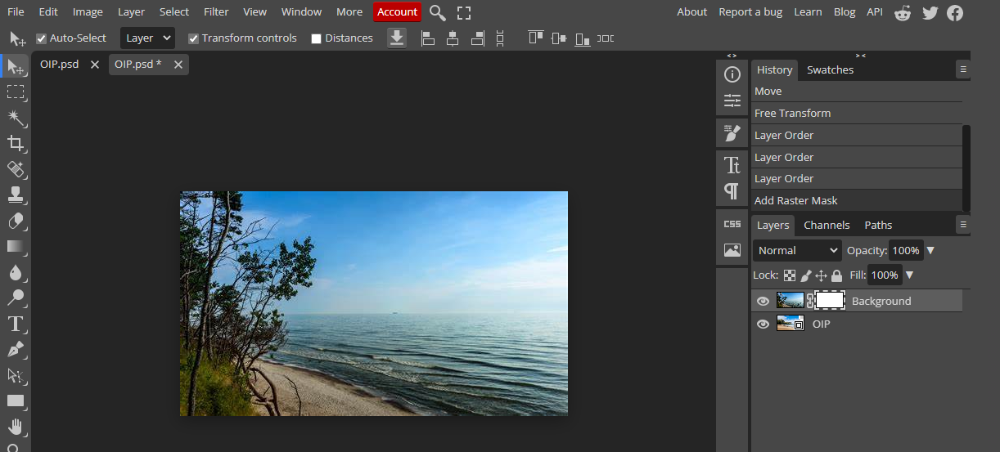 File Edit Image Layer Select Filter View Window More Account About Report a bug Learn Blog API
Auto-Select Layer Transform controls Distances
OIP.psd OIP.psd *
< > > <
History Swatches
Move
Free Transform
Layer Order
Layer Order
Layer Order
Add Raster Mask
Tt
CSS
Layers Channels Paths
Normal Opacity: 100%
Lock: Fill: 100%
Background
OIP
T